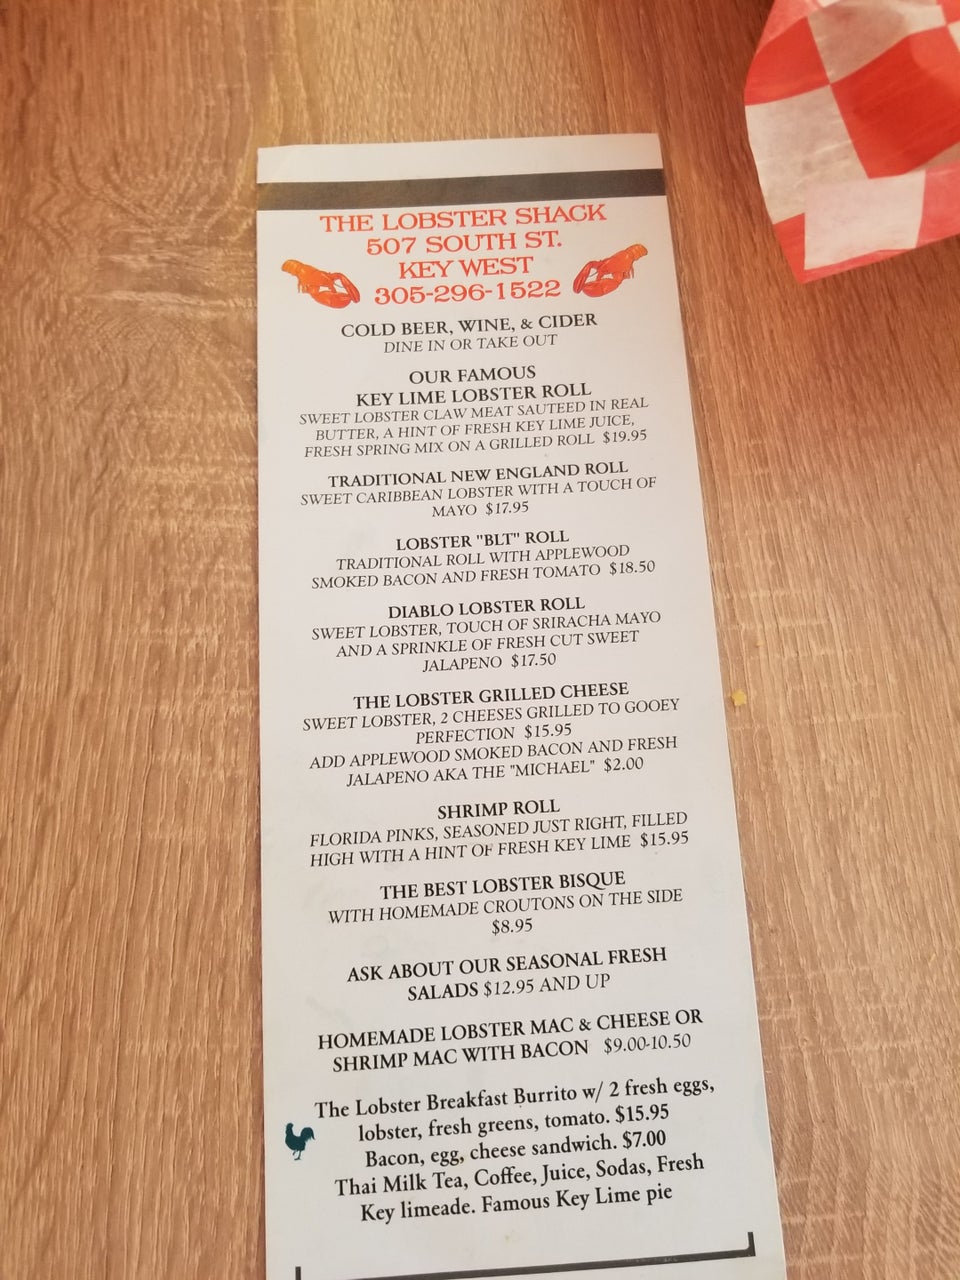 THE LOBSTER SHACK
507 SOUTH ST.
KEY WEST
305-296-1522
COLD BEER, WINE, & CIDER
DINE IN OR TAKE OUT
OUR FAMOUS
KEY LIME LOBSTER ROLL
SWEET LOBSTER CLAW MEAT SAUTEED IN REAL
BUTTER, A HINT OF FRESH KEY LIME JUICE,
FRESH SPRING MIX ON A GRILLED ROLL $19.95
TRADITIONAL NEW ENGLAND ROLL
SWEET CARIBBEAN LOBSTER WITH A TOUCH OF
MAYO $17.95
LOBSTER "BLT" ROLL
TRADITIONAL ROLL WITH APPLEWOOD
SMOKED BACON AND FRESH TOMATO $18.50
DIABLO LOBSTER ROLL
SWEET LOBSTER, TOUCH OF SRIRACHA MAYO
AND A SPRINKLE OF FRESH CUT SWEET
JALAPENO $17.50
THE LOBSTER GRILLED CHEESE
SWEET LOBSTER, 2 CHEESES GRILLED TO GOOEY
PERFECTION $15.95
ADD APPLEWOOD SMOKED BACON AND FRESH
JALAPENO AKA THE "MICHAEL" $2.00
SHRIMP ROLL
FLORIDA PINKS, SEASONED JUST RIGHT, FILLED
HIGH WITH A HINT OF FRESH KEY LIME $15.95
THE BEST LOBSTER BISQUE
WITH HOMEMADE CROUTONS ON THE SIDE
$8.95
ASK ABOUT OUR SEASONAL FRESH
SALADS $12.95 AND UP
HOMEMADE LOBSTER MAC & CHEESE OR
SHRIMP MAC WITH BACON $9.00-10.50
The Lobster Breakfast Burrito w/ 2 fresh eggs,
lobster, fresh greens, tomato. $15.95
Bacon, egg, cheese sandwich. $7.00
Thai Milk Tea, Coffee, Juice, Sodas, Fresh
Key limeade. Famous Key Lime pie